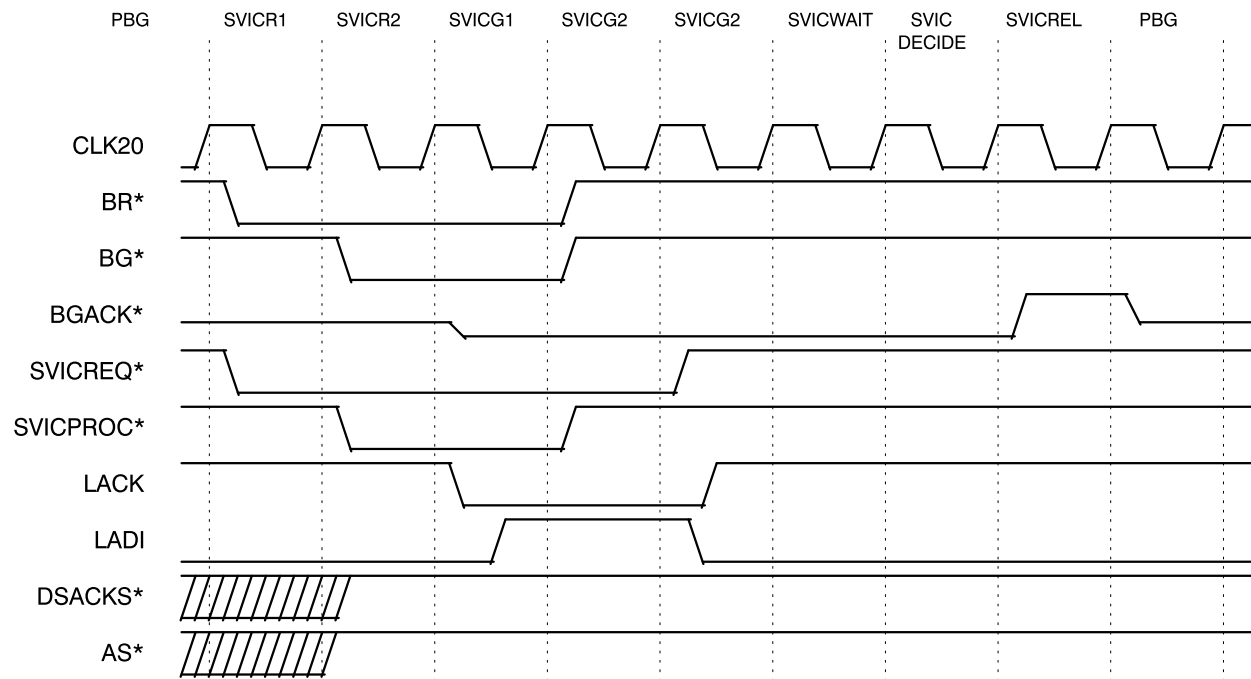 PBG SVICR1 SVICR2 SVICG1 SVICG2 SVICG2 SVICWAIT SVIC SVICREL PBG
DECIDE
CLK20
BR*
BG*
BGACK*
SVICREQ*
SVICPROC*
LACK
LADI
DSACKS*
AS*